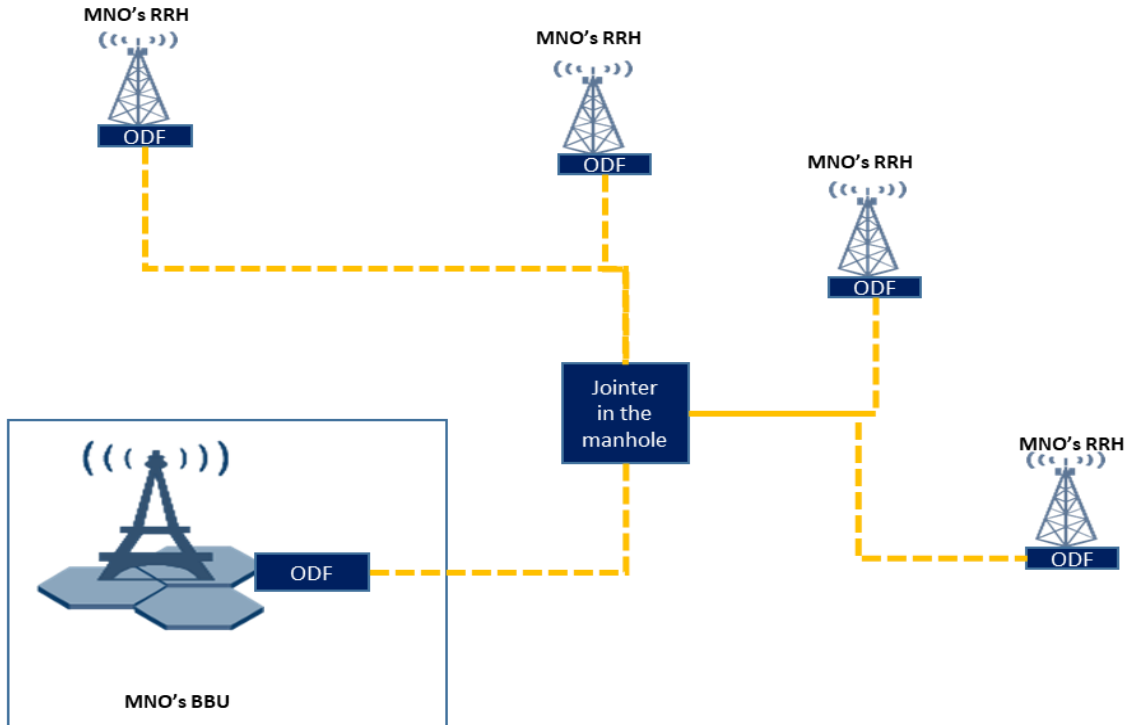 MNO’s RRH
ODF
MNO’s RRH
ODF
MNO’s RRH
ODF
Jointer
in the
manhole
MNO’s RRH
ODF
ODF
MNO’s BBU